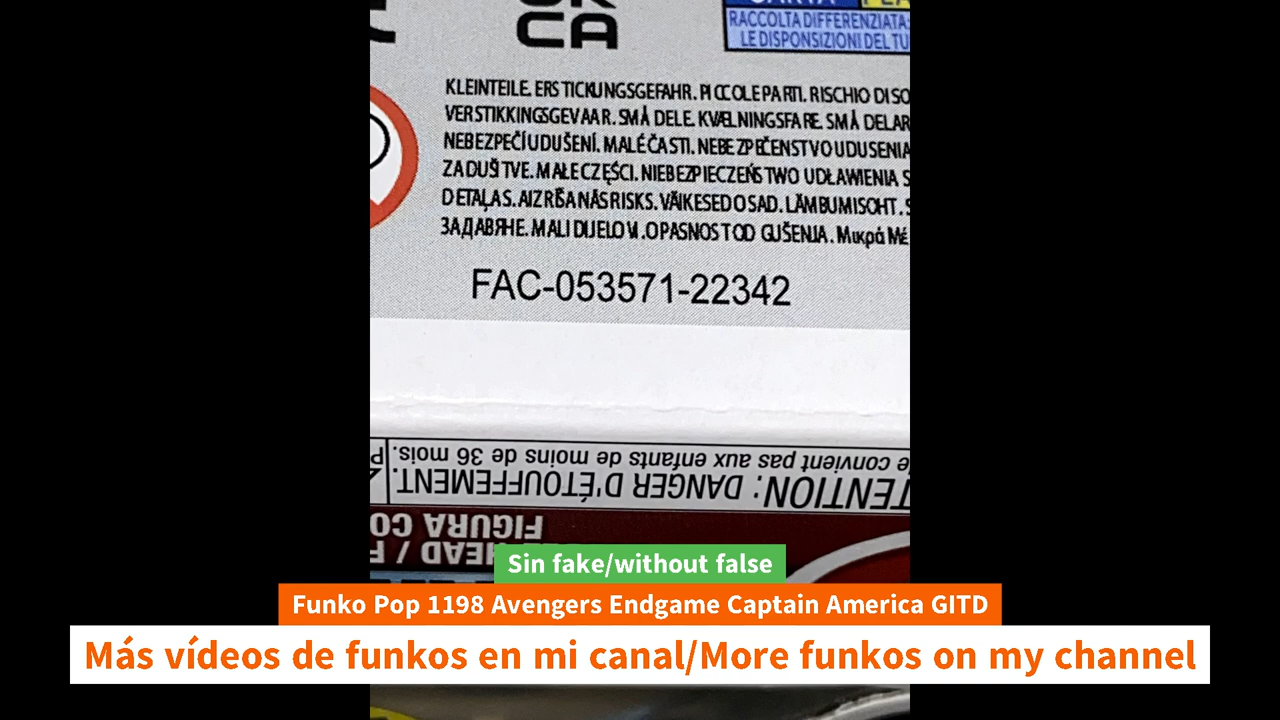 CA
RACCOLTA DIFFERENZIATA:
LE DISPONSIZIONI DEL TU
KLEINTEILE. ERSTICKUNGSGEFAHR. PICCOLE PARTI. RISCHIO DI SO
VERSTIKKINGSGEVAAR. SMÅ DELE. KVÆLNINGSFARE. SMÅ DELAR
NEBEZPEČÍ UDUŠENÍ. MALÉ ČASTI. NEBEZPEČENSTVO UDUSENIA
ZADUŠITVE. MAŁE CZĘŚCI. NIEBEZPIECZEŃSTWO UDŁAWIENIA S
DETAĻAS. AIZRĪŠANĀS RISKS. VÄIKESED OSAD. LÄMBUMISOHT. S
ЗАДАВЯНЕ. MALI DIJELOVI. OPASNOST OD GUŠENJA. Μικρά Μέ
FAC-053571-22342
e convient pas aux enfants de moins de 36 mois.
TENTION: DANGER D'ÉTOUFFEMENT.
FIGURA CO
HEAD / F
Sin fake/without false
Funko Pop 1198 Avengers Endgame Captain America GITD
Más vídeos de funkos en mi canal/More funkos on my channel